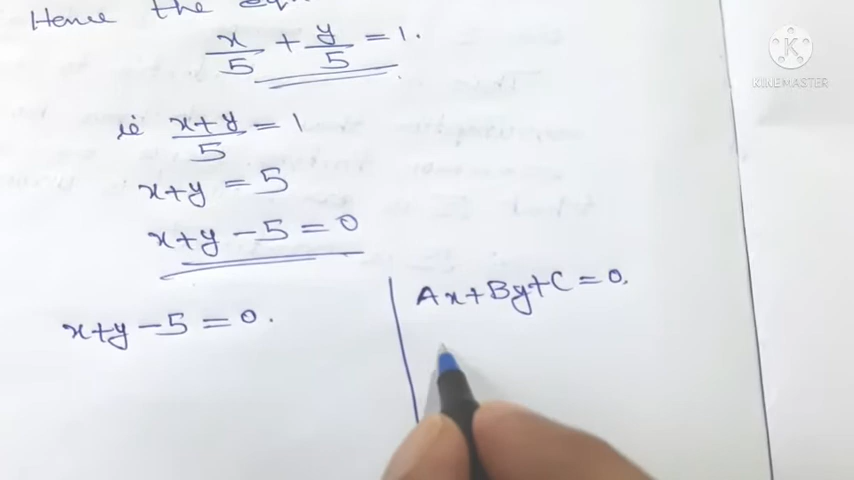 Hence the
x/5 + y/5 = 1.
ie (x+y)/5 = 1
x+y = 5
x+y-5 = 0
x+y-5 = 0.
Ax+By+C = 0.
KINEMASTER